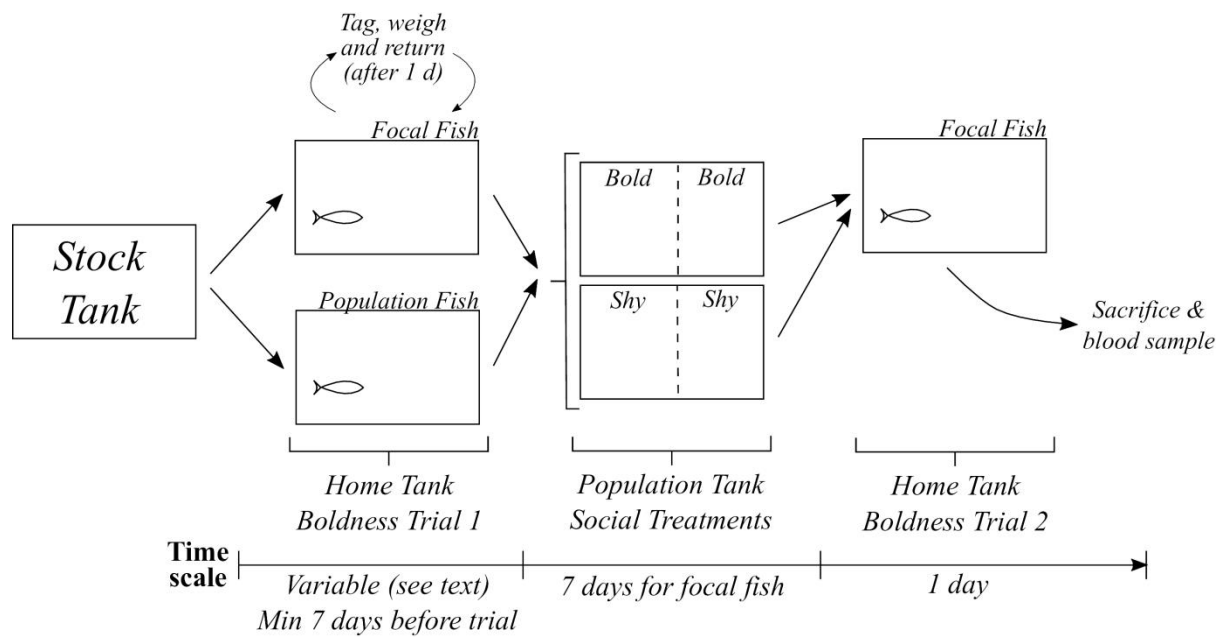 Tag, weigh
and return
(after 1 d)
Focal Fish
Focal Fish
Bold
Bold
Stock
Tank
Population Fish
Shy
Shy
Sacrifice &
blood sample
Home Tank
Boldness Trial 1
Population Tank
Social Treatments
Home Tank
Boldness Trial 2
Time
scale
Variable (see text)
Min 7 days before trial
7 days for focal fish
1 day